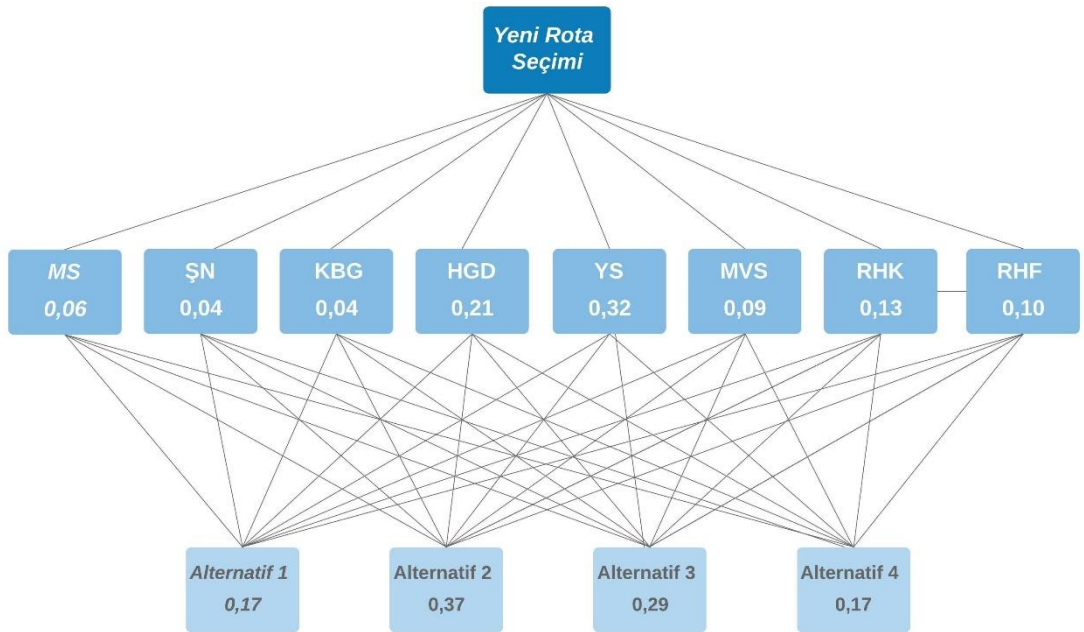 Yeni Rota
Seçimi
MS
0,06
ŞN
0,04
KBG
0,04
HGD
0,21
YS
0,32
MVS
0,09
RHK
0,13
RHF
0,10
Alternatif 1
0,17
Alternatif 2
0,37
Alternatif 3
0,29
Alternatif 4
0,17